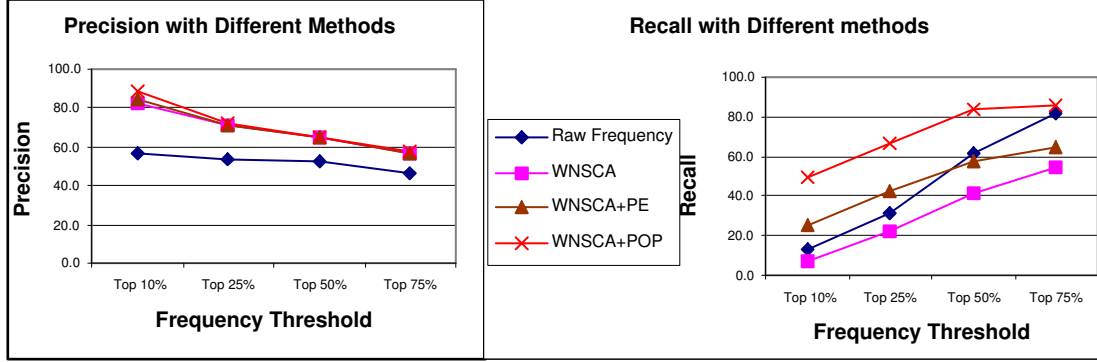 Precision with Different Methods
100.0
80.0
60.0
40.0
20.0
0.0
Precision
Top 10% Top 25% Top 50% Top 75%
Frequency Threshold
Raw Frequency
WNSCA
WNSCA+PE
WNSCA+POP
Recall with Different methods
100.0
80.0
60.0
40.0
20.0
0.0
Recall
Top 10% Top 25% Top 50% Top 75%
Frequency Threshold